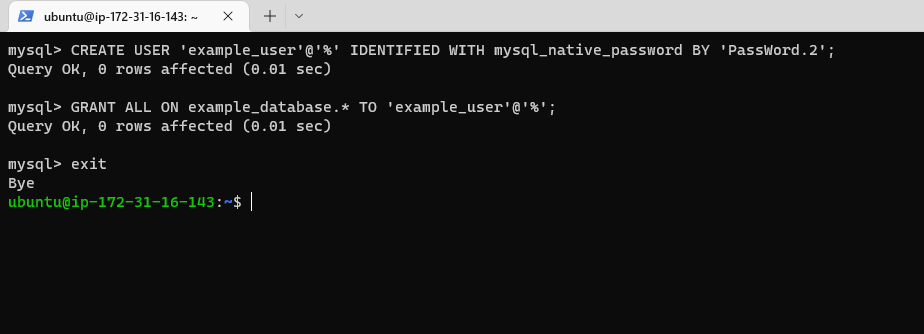 ubuntu@ip-172-31-16-143: ~
mysql> CREATE USER 'example_user'@'%' IDENTIFIED WITH mysql_native_password BY 'PassWord.2';
Query OK, 0 rows affected (0.01 sec)
mysql> GRANT ALL ON example_database.* TO 'example_user'@'%';
Query OK, 0 rows affected (0.01 sec)
mysql> exit
Bye
ubuntu@ip-172-31-16-143:~$